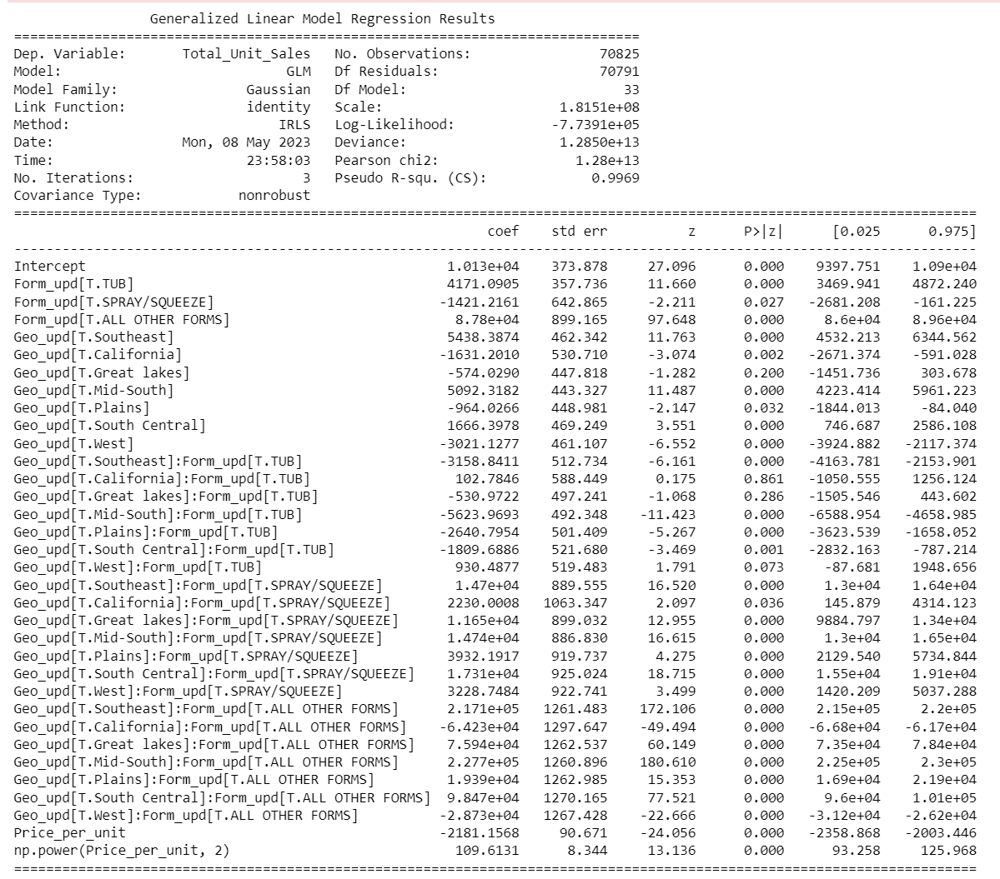 Generalized Linear Model Regression Results
==============================================================================
Dep. Variable: Total_Unit_Sales No. Observations: 70825
Model: GLM Df Residuals: 70791
Model Family: Gaussian Df Model: 33
Link Function: identity Scale: 1.8151e+08
Method: IRLS Log-Likelihood: -7.7391e+05
Date: Mon, 08 May 2023 Deviance: 1.2850e+13
Time: 23:58:03 Pearson chi2: 1.28e+13
No. Iterations: 3 Pseudo R-squ. (CS): 0.9969
Covariance Type: nonrobust
========================================================================================================================
coef std err z P>|z| [0.025 0.975]
------------------------------------------------------------------------------------------------------------------------
Intercept 1.013e+04 373.878 27.096 0.000 9397.751 1.09e+04
Form_upd[T.TUB] 4171.0905 357.736 11.660 0.000 3469.941 4872.240
Form_upd[T.SPRAY/SQUEEZE] -1421.2161 642.865 -2.211 0.027 -2681.208 -161.225
Form_upd[T.ALL OTHER FORMS] 8.78e+04 899.165 97.648 0.000 8.6e+04 8.96e+04
Geo_upd[T.Southeast] 5438.3874 462.342 11.763 0.000 4532.213 6344.562
Geo_upd[T.California] -1631.2010 530.710 -3.074 0.002 -2671.374 -591.028
Geo_upd[T.Great lakes] -574.0290 447.818 -1.282 0.200 -1451.736 303.678
Geo_upd[T.Mid-South] 5092.3182 443.327 11.487 0.000 4223.414 5961.223
Geo_upd[T.Plains] -964.0266 448.981 -2.147 0.032 -1844.013 -84.040
Geo_upd[T.South Central] 1666.3978 469.249 3.551 0.000 746.687 2586.108
Geo_upd[T.West] -3021.1277 461.107 -6.552 0.000 -3924.882 -2117.374
Geo_upd[T.Southeast]:Form_upd[T.TUB] -3158.8411 512.734 -6.161 0.000 -4163.781 -2153.901
Geo_upd[T.California]:Form_upd[T.TUB] 102.7846 588.449 0.175 0.861 -1050.555 1256.124
Geo_upd[T.Great lakes]:Form_upd[T.TUB] -530.9722 497.241 -1.068 0.286 -1505.546 443.602
Geo_upd[T.Mid-South]:Form_upd[T.TUB] -5623.9693 492.348 -11.423 0.000 -6588.954 -4658.985
Geo_upd[T.Plains]:Form_upd[T.TUB] -2640.7954 501.409 -5.267 0.000 -3623.539 -1658.052
Geo_upd[T.South Central]:Form_upd[T.TUB] -1809.6886 521.680 -3.469 0.001 -2832.163 -787.214
Geo_upd[T.West]:Form_upd[T.TUB] 930.4877 519.483 1.791 0.073 -87.681 1948.656
Geo_upd[T.Southeast]:Form_upd[T.SPRAY/SQUEEZE] 1.47e+04 889.555 16.520 0.000 1.3e+04 1.64e+04
Geo_upd[T.California]:Form_upd[T.SPRAY/SQUEEZE] 2230.0008 1063.347 2.097 0.036 145.879 4314.123
Geo_upd[T.Great lakes]:Form_upd[T.SPRAY/SQUEEZE] 1.165e+04 899.032 12.955 0.000 9884.797 1.34e+04
Geo_upd[T.Mid-South]:Form_upd[T.SPRAY/SQUEEZE] 1.474e+04 886.830 16.615 0.000 1.3e+04 1.65e+04
Geo_upd[T.Plains]:Form_upd[T.SPRAY/SQUEEZE] 3932.1917 919.737 4.275 0.000 2129.540 5734.844
Geo_upd[T.South Central]:Form_upd[T.SPRAY/SQUEEZE] 1.731e+04 925.024 18.715 0.000 1.55e+04 1.91e+04
Geo_upd[T.West]:Form_upd[T.SPRAY/SQUEEZE] 3228.7484 922.741 3.499 0.000 1420.209 5037.288
Geo_upd[T.Southeast]:Form_upd[T.ALL OTHER FORMS] 2.171e+05 1261.483 172.106 0.000 2.15e+05 2.2e+05
Geo_upd[T.California]:Form_upd[T.ALL OTHER FORMS] -6.423e+04 1297.647 -49.494 0.000 -6.68e+04 -6.17e+04
Geo_upd[T.Great lakes]:Form_upd[T.ALL OTHER FORMS] 7.594e+04 1262.537 60.149 0.000 7.35e+04 7.84e+04
Geo_upd[T.Mid-South]:Form_upd[T.ALL OTHER FORMS] 2.277e+05 1260.896 180.610 0.000 2.25e+05 2.3e+05
Geo_upd[T.Plains]:Form_upd[T.ALL OTHER FORMS] 1.939e+04 1262.985 15.353 0.000 1.69e+04 2.19e+04
Geo_upd[T.South Central]:Form_upd[T.ALL OTHER FORMS] 9.847e+04 1270.165 77.521 0.000 9.6e+04 1.01e+05
Geo_upd[T.West]:Form_upd[T.ALL OTHER FORMS] -2.873e+04 1267.428 -22.666 0.000 -3.12e+04 -2.62e+04
Price_per_unit -2181.1568 90.671 -24.056 0.000 -2358.868 -2003.446
np.power(Price_per_unit, 2) 109.6131 8.344 13.136 0.000 93.258 125.968
========================================================================================================================